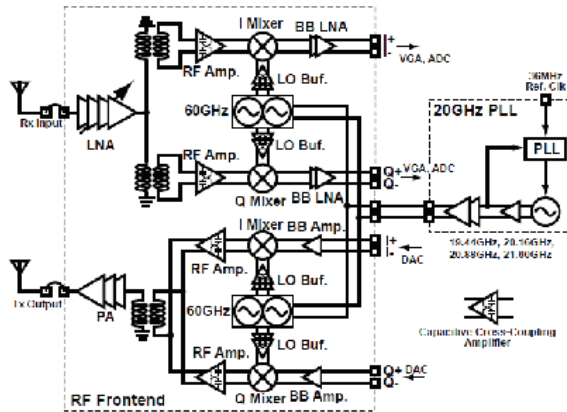 I Mixer
BB LNA
I+
I-
VGA, ADC
RF Amp.
LO Buf.
Rx Input
LNA
60GHz
LO Buf.
RF Amp.
Q+
Q-
VGA, ADC
Q Mixer
BB LNA
36MHz
Ref. Clk
20GHz PLL
PLL
19.44GHz, 20.16GHz,
20.88GHz, 21.60GHz
I Mixer
BB Amp.
I+
I-
DAC
RF Amp.
LO Buf.
Tx Output
PA
60GHz
RF Amp.
LO Buf.
Q+
Q-
DAC
Q Mixer
BB Amp.
RF Frontend
Capacitive Cross-Coupling
Amplifier